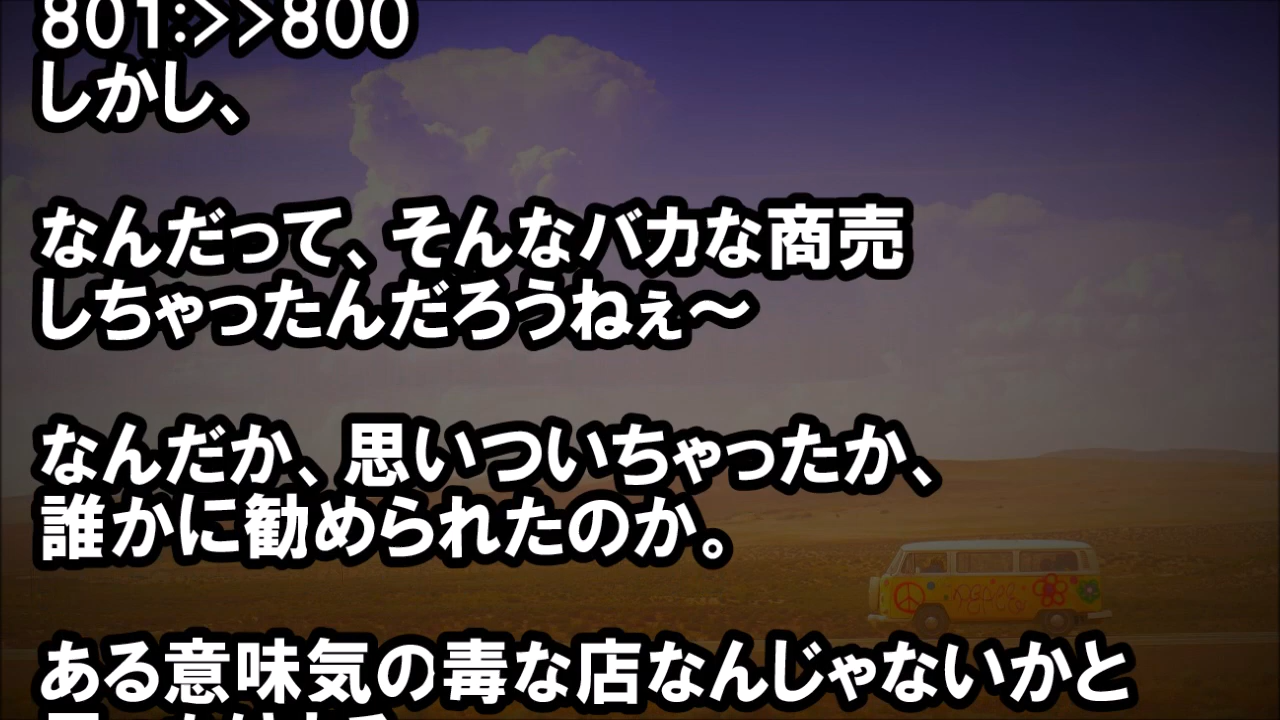 801:>>800
しかし、
なんだって、そんなバカな商売
しちゃったんだろうねぇ〜
なんだか、思いついちゃったか、
誰かに勧められたのか。
ある意味気の毒な店なんじゃないかと